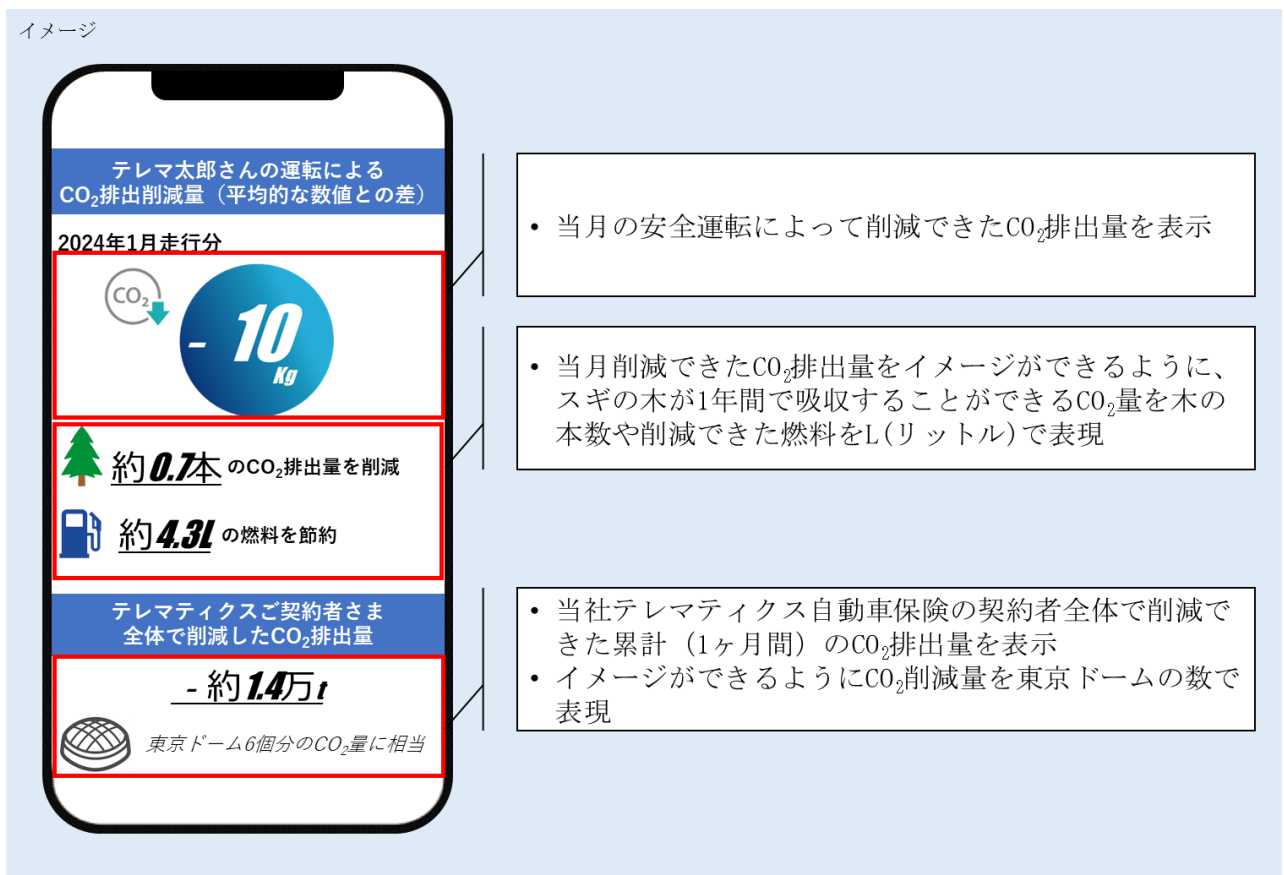 イメージ
テレマ太郎さんの運転による
CO₂排出削減量（平均的な数値との差）
2024年1月走行分
CO₂
- 10
Kg
約0.7本のCO₂排出量を削減
約4.3Lの燃料を節約
テレマティクスご契約者さま
全体で削減したCO₂排出量
- 約1.4万t
東京ドーム6個分のCO₂量に相当
• 当月の安全運転によって削減できたCO₂排出量を表示
• 当月削減できたCO₂排出量をイメージができるように、
スギの木が1年間で吸収することができるCO₂量を木の
本数や削減できた燃料をL(リットル)で表現
• 当社テレマティクス自動車保険の契約者全体で削減で
きた累計（1ヶ月間）のCO₂排出量を表示
• イメージができるようにCO₂削減量を東京ドームの数で
表現